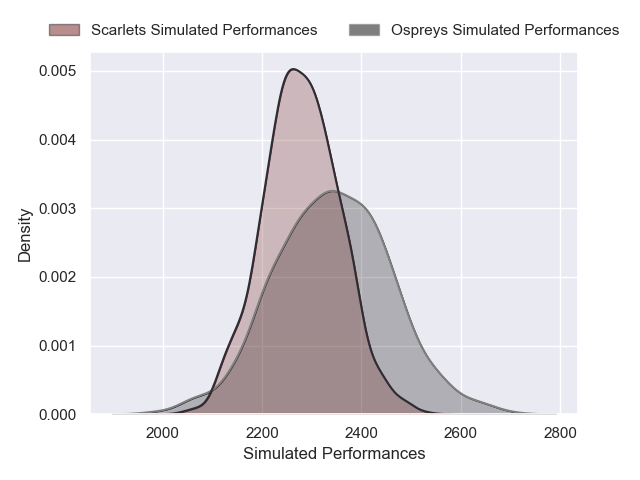 Scarlets Simulated Performances Ospreys Simulated Performances
0.005
0.004
0.003
0.002
0.001
0.000
Density
2000 2200 2400 2600 2800
Simulated Performances